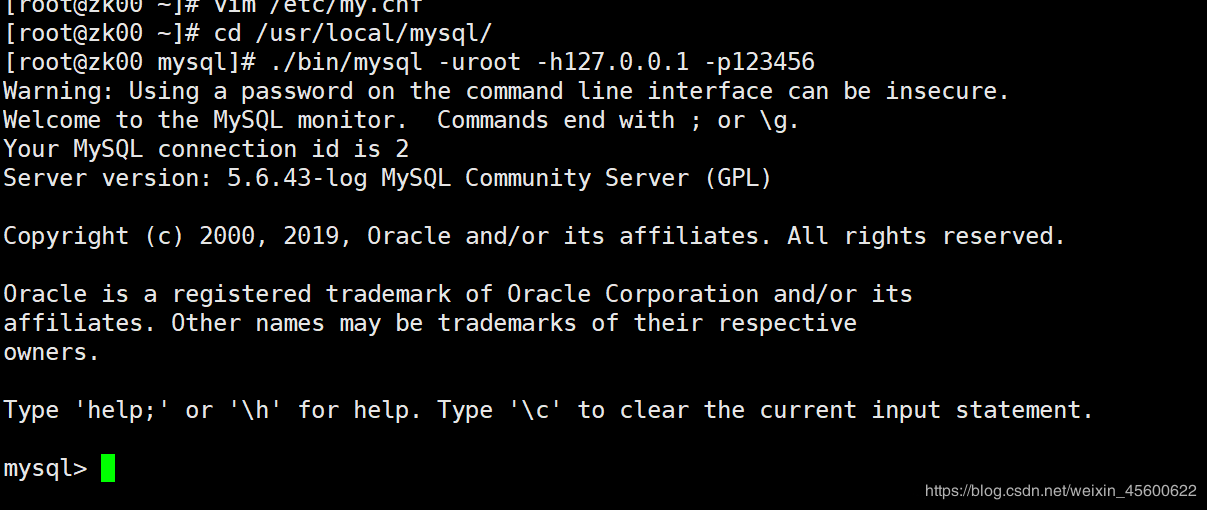 [root@zk00 ~]# vim /etc/my.cnf
[root@zk00 ~]# cd /usr/local/mysql/
[root@zk00 mysql]# ./bin/mysql -uroot -h127.0.0.1 -p123456
Warning: Using a password on the command line interface can be insecure.
Welcome to the MySQL monitor.  Commands end with ; or \g.
Your MySQL connection id is 2
Server version: 5.6.43-log MySQL Community Server (GPL)
Copyright (c) 2000, 2019, Oracle and/or its affiliates. All rights reserved.
Oracle is a registered trademark of Oracle Corporation and/or its
affiliates. Other names may be trademarks of their respective
owners.
Type 'help;' or '\h' for help. Type '\c' to clear the current input statement.
mysql>
https://blog.csdn.net/weixin_45600622